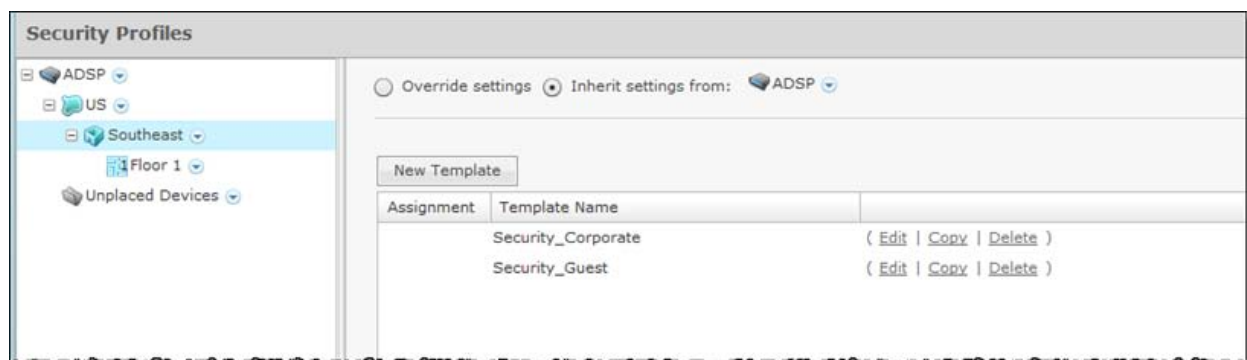 Security Profiles
ADSP
US
Southeast
1 Floor 1
Unplaced Devices
Override settings Inherit settings from: ADSP
New Template
Assignment Template Name
Security_Corporate ( Edit | Copy | Delete )
Security_Guest ( Edit | Copy | Delete )